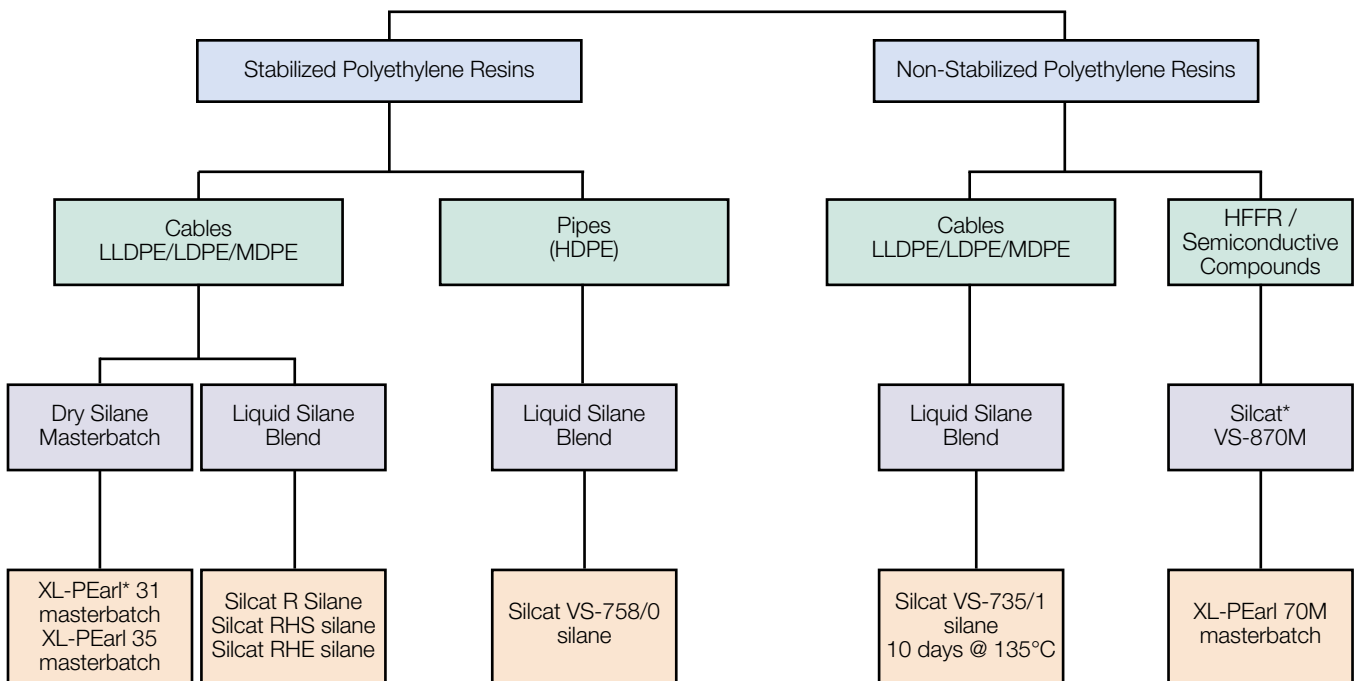 Stabilized Polyethylene Resins
Non-Stabilized Polyethylene Resins
Cables
LLDPE/LDPE/MDPE
Pipes
(HDPE)
Cables
LLDPE/LDPE/MDPE
HFFR /
Semiconductive
Compounds
Dry Silane
Masterbatch
Liquid Silane
Blend
Liquid Silane
Blend
Liquid Silane
Blend
Silcat*
VS-870M
XL-PEarl* 31
masterbatch
XL-PEarl 35
masterbatch
Silcat R Silane
Silcat RHS silane
Silcat RHE silane
Silcat VS-758/0
silane
Silcat VS-735/1
silane
10 days @ 135°C
XL-PEarl 70M
masterbatch